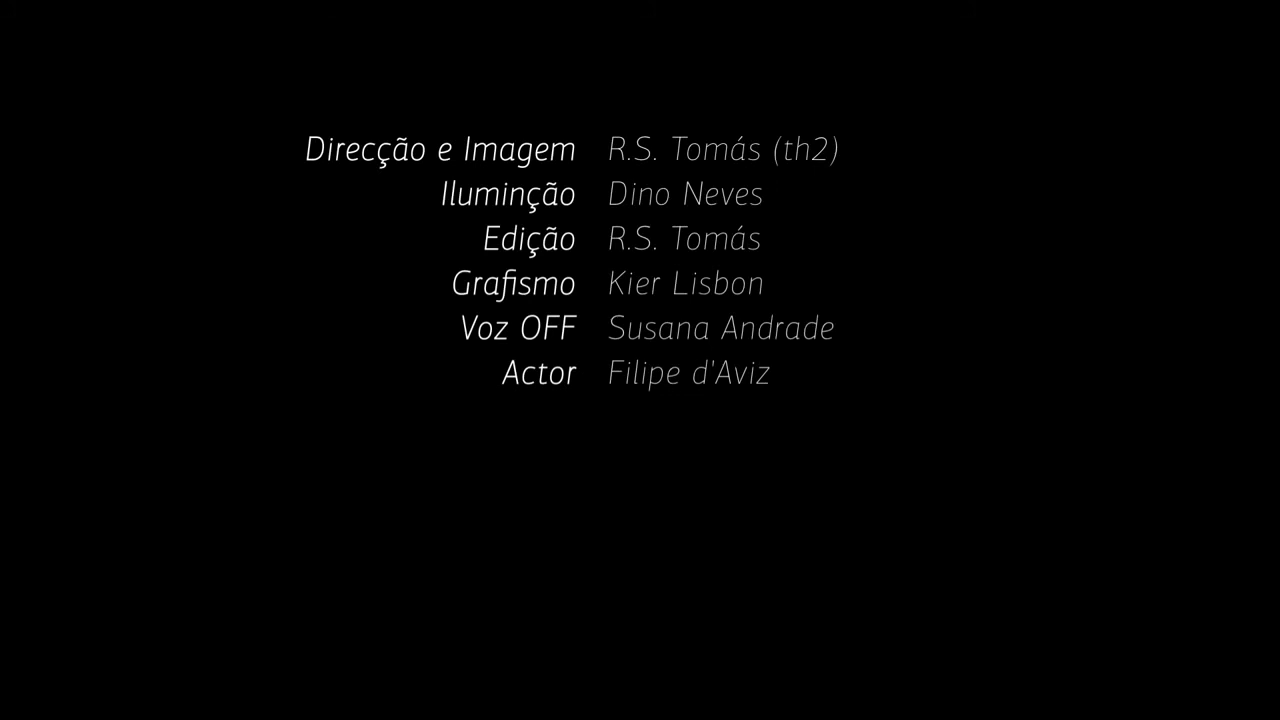 Direcção e Imagem R.S. Tomás (th2)
Iluminção Dino Neves
Edição R.S. Tomás
Grafismo Kier Lisbon
Voz OFF Susana Andrade
Actor Filipe d'Aviz